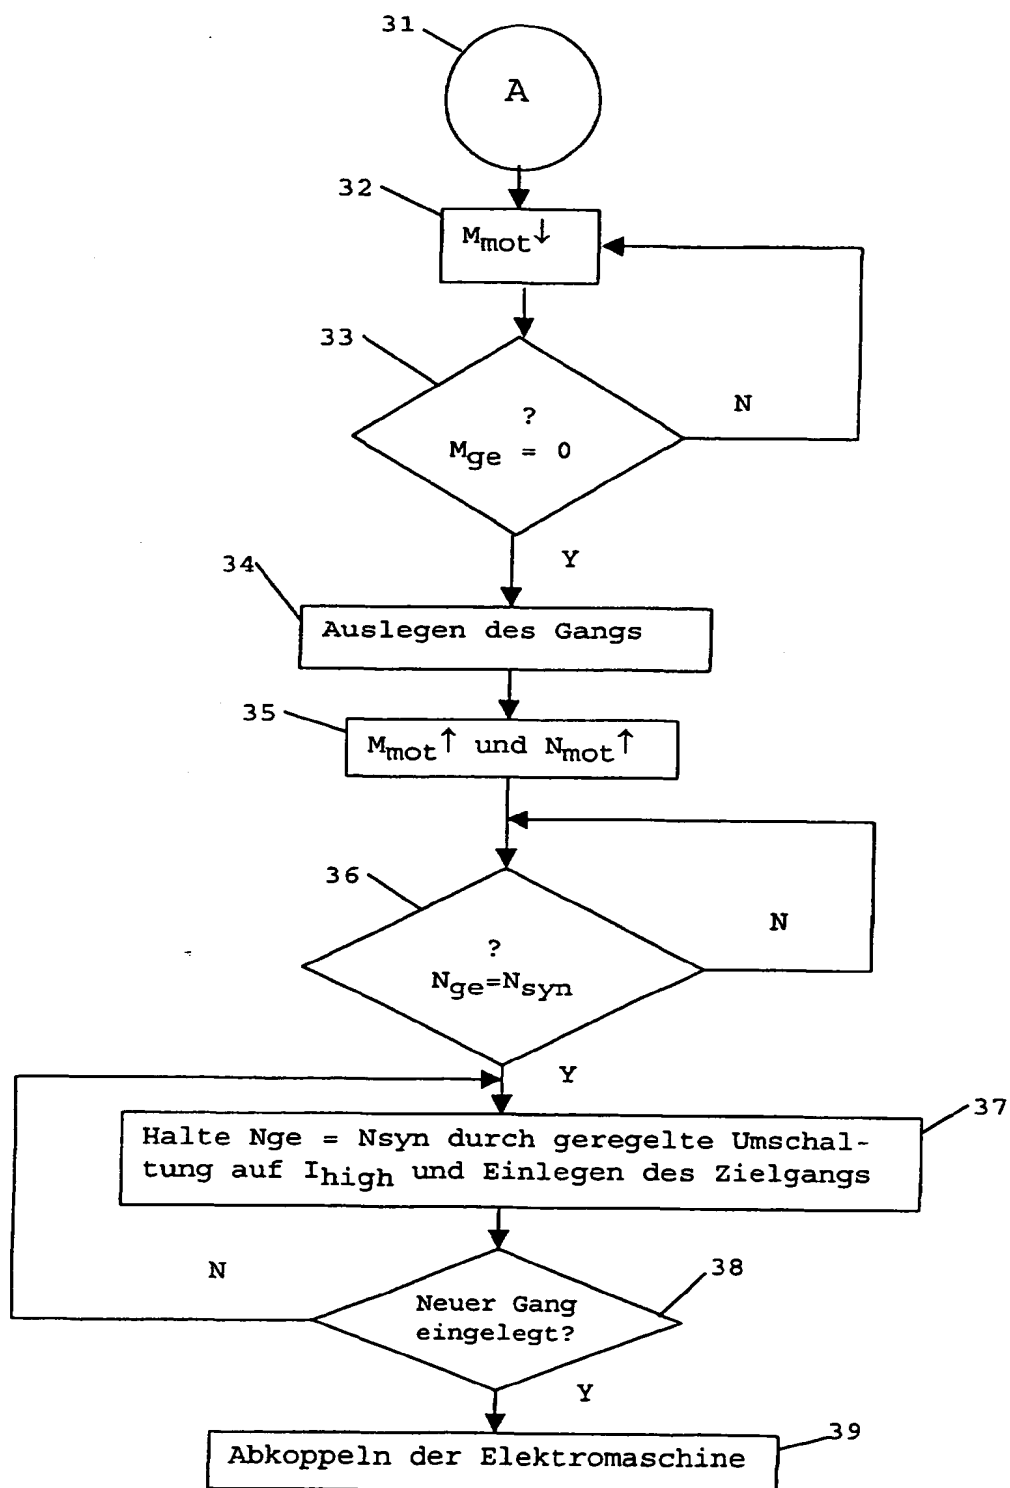 31
A
32
Mmot↓
33
?
Mge = 0
N
Y
34
Auslegen des Gangs
35
Mmot↑ und Nmot↑
36
?
Nge=Nsyn
N
Y
37
Halte Nge = Nsyn durch geregelte Umschal-
tung auf Ihigh und Einlegen des Zielgangs
N
38
Neuer Gang
eingelegt?
Y
39
Abkoppeln der Elektromaschine